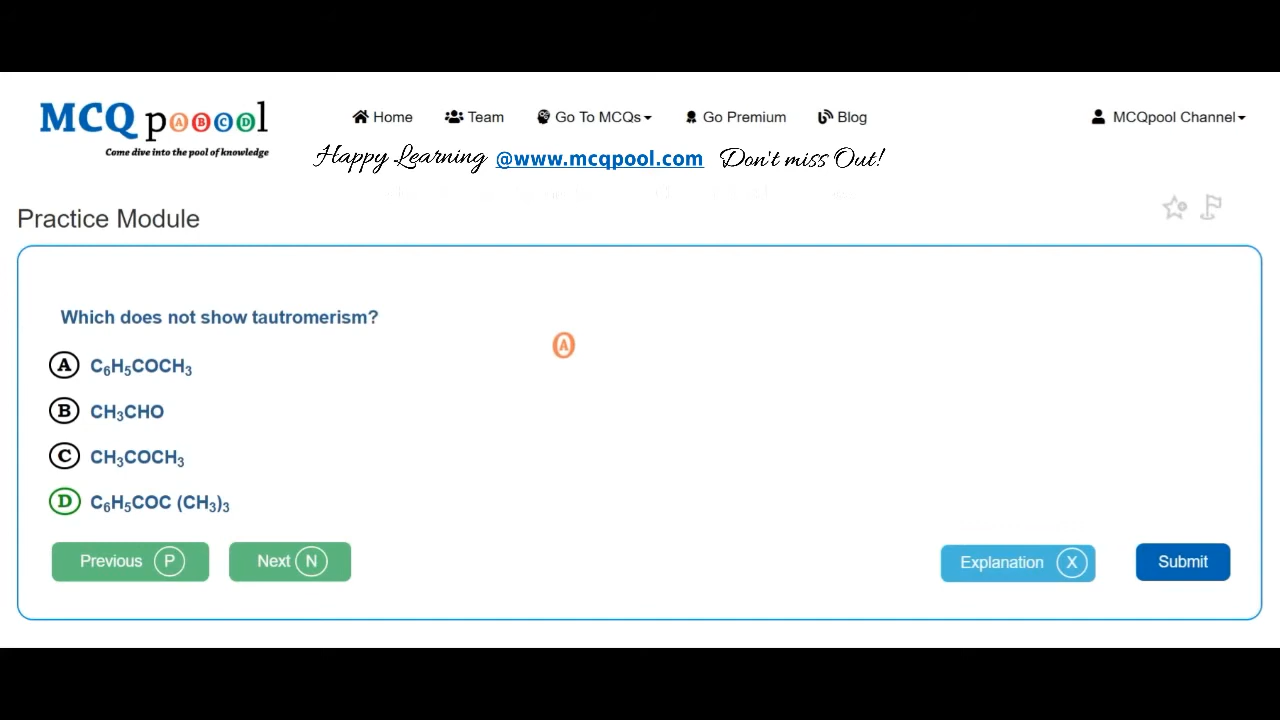 MCQ pooool
Come dive into the pool of knowledge
Home Team Go To MCQs Go Premium Blog MCQpool Channel
Happy Learning @www.mcqpool.com Don't miss Out!
Practice Module
Which does not show tautromerism?
A
A C₆H₅COCH₃
B CH₃CHO
C CH₃COCH₃
D C₆H₅COC (CH₃)₃
Previous P Next N Explanation X Submit